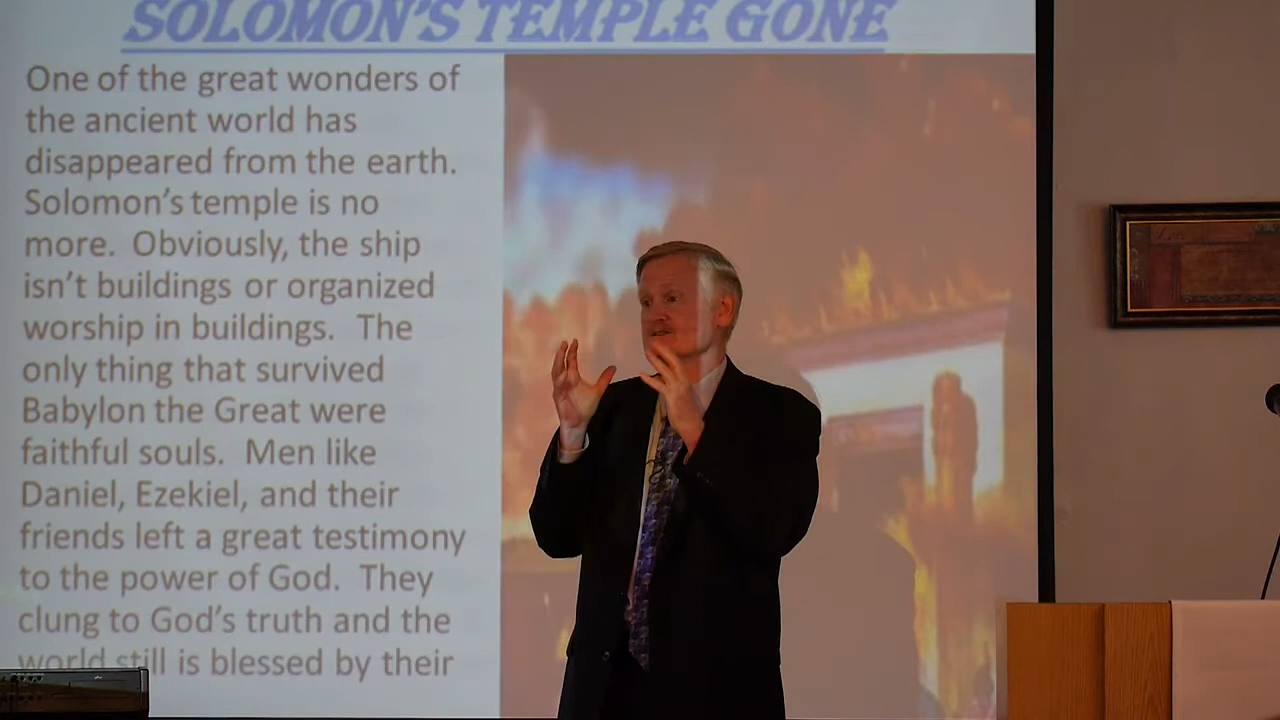 SOLOMON'S TEMPLE GONE
One of the great wonders of
the ancient world has
disappeared from the earth.
Solomon's temple is no
more. Obviously, the ship
isn't buildings or organized
worship in buildings. The
only thing that survived
Babylon the Great were
faithful souls. Men like
Daniel, Ezekiel, and their
friends left a great testimony
to the power of God. They
clung to God's truth and the
world still is blessed by their